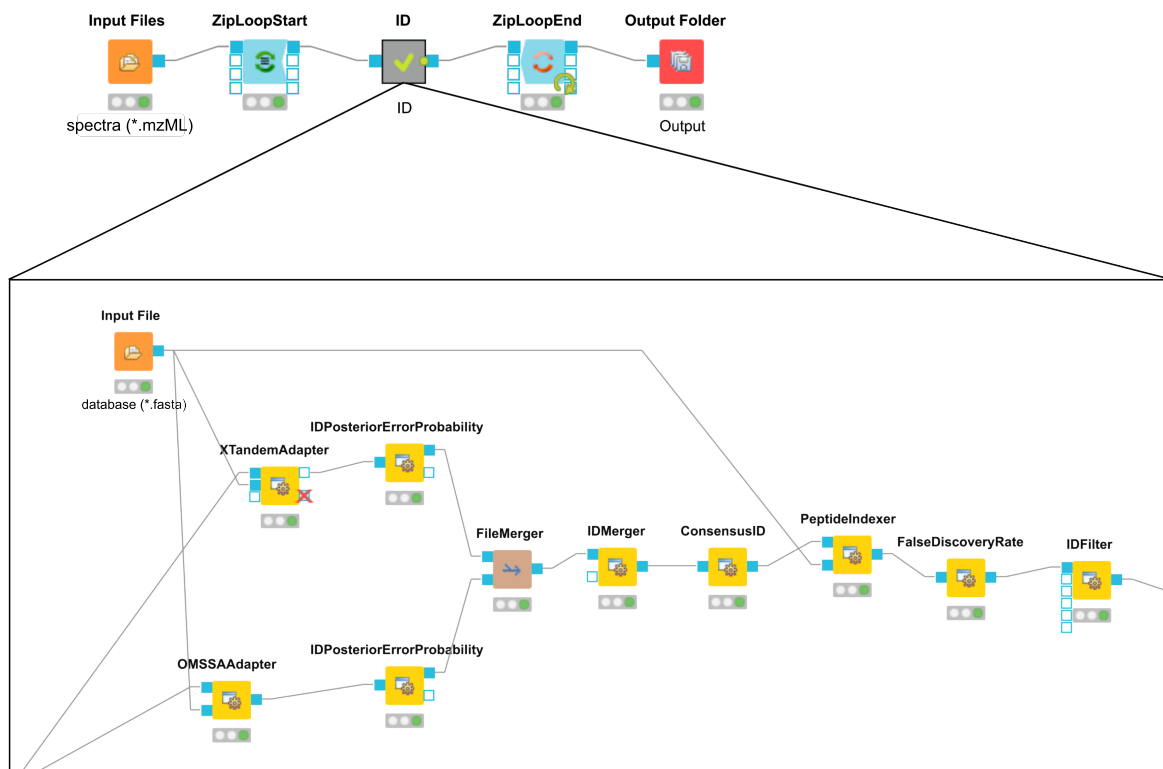 Input Files
ZipLoopStart
ID
ZipLoopEnd
Output Folder
spectra (*.mzML)
ID
Output
Input File
database (*.fasta)
XTandemAdapter
IDPosteriorErrorProbability
FileMerger
IDMerger
ConsensusID
PeptideIndexer
FalseDiscoveryRate
IDFilter
OMSSAAdapter
IDPosteriorErrorProbability